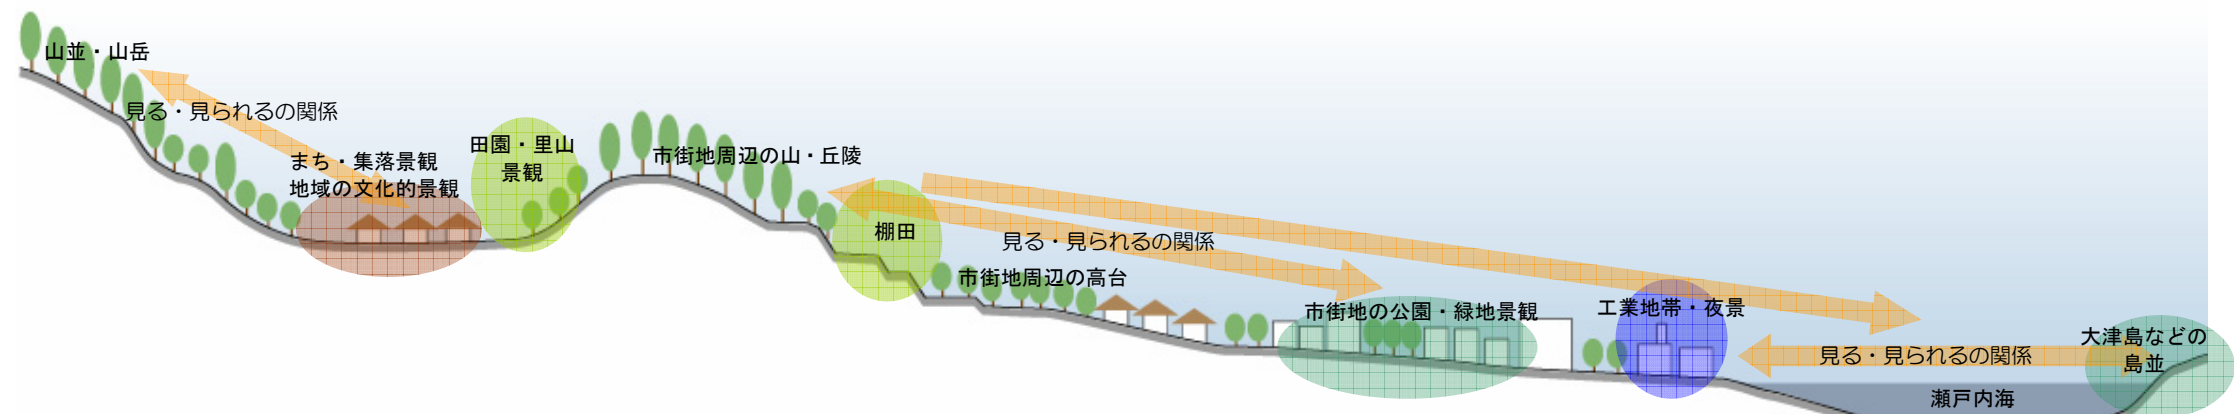 山並・山岳
見る・見られるの関係
まち・集落景観
地域の文化的景観
田園・里山
景観
市街地周辺の山・丘陵
棚田
見る・見られるの関係
市街地周辺の高台
市街地の公園・緑地景観
工業地帯・夜景
見る・見られるの関係
大津島などの
島並
瀬戸内海